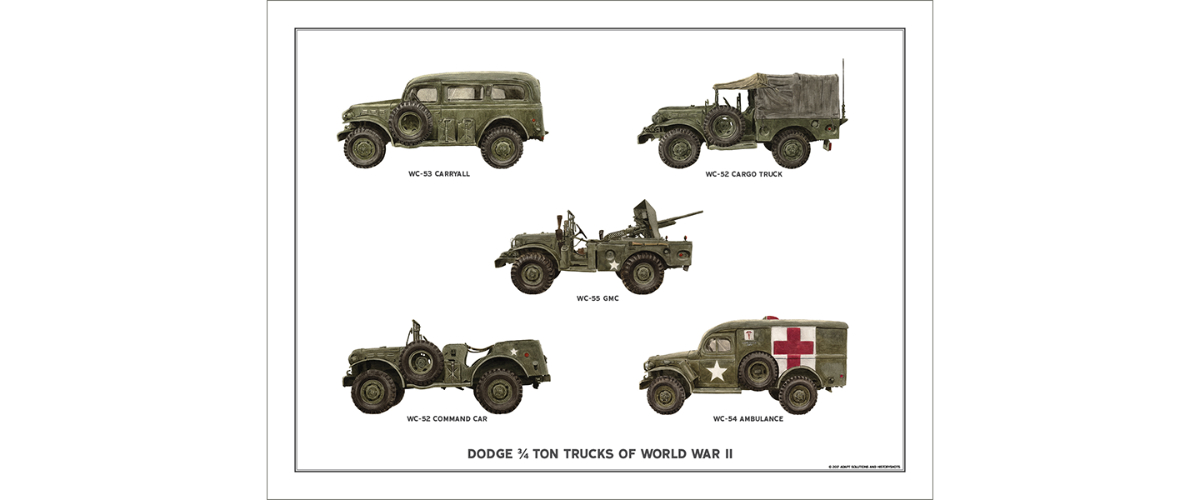 WC-53 CARRYALL
WC-52 CARGO TRUCK
WC-55 GMC
WC-52 COMMAND CAR
WC-54 AMBULANCE
DODGE ¾ TON TRUCKS OF WORLD WAR II